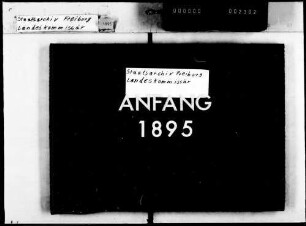 Staatsarchiv Freiburg
Landeskommissär
Staatsarchiv Freiburg
Landeskommissär
ANFANG
1895